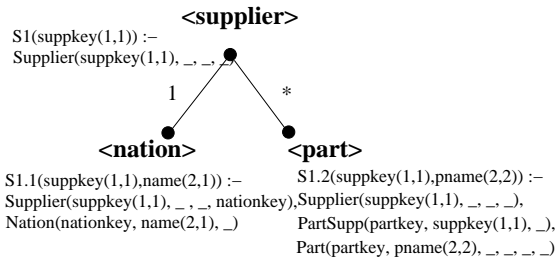 <supplier>
S1(suppkey(1,1)) :−
Supplier(suppkey(1,1), _, _, _)
1
*
<nation>
<part>
S1.1(suppkey(1,1),name(2,1)) :−
Supplier(suppkey(1,1), _ , _, nationkey),
Nation(nationkey, name(2,1), _)
S1.2(suppkey(1,1),pname(2,2)) :−
Supplier(suppkey(1,1), _, _, _),
PartSupp(partkey, suppkey(1,1), _),
Part(partkey, pname(2,2), _, _, _, _)